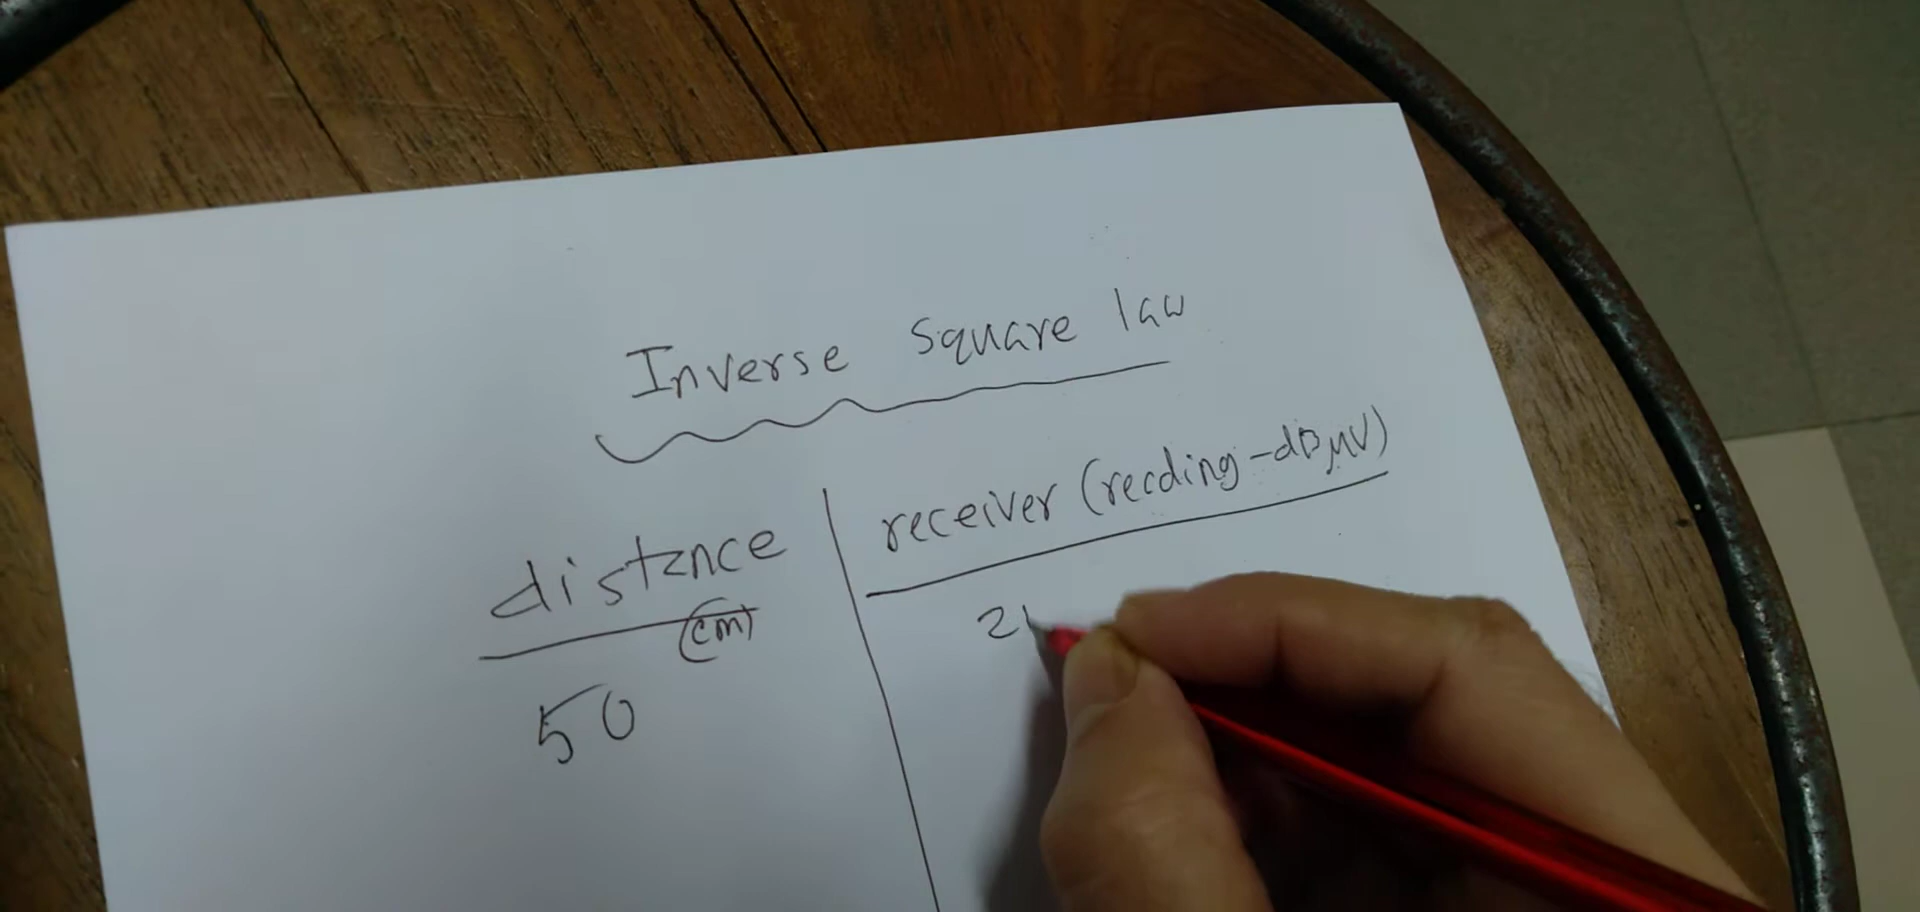 Inverse Square law
distance
(cm)
receiver (recding-dBµV)
50